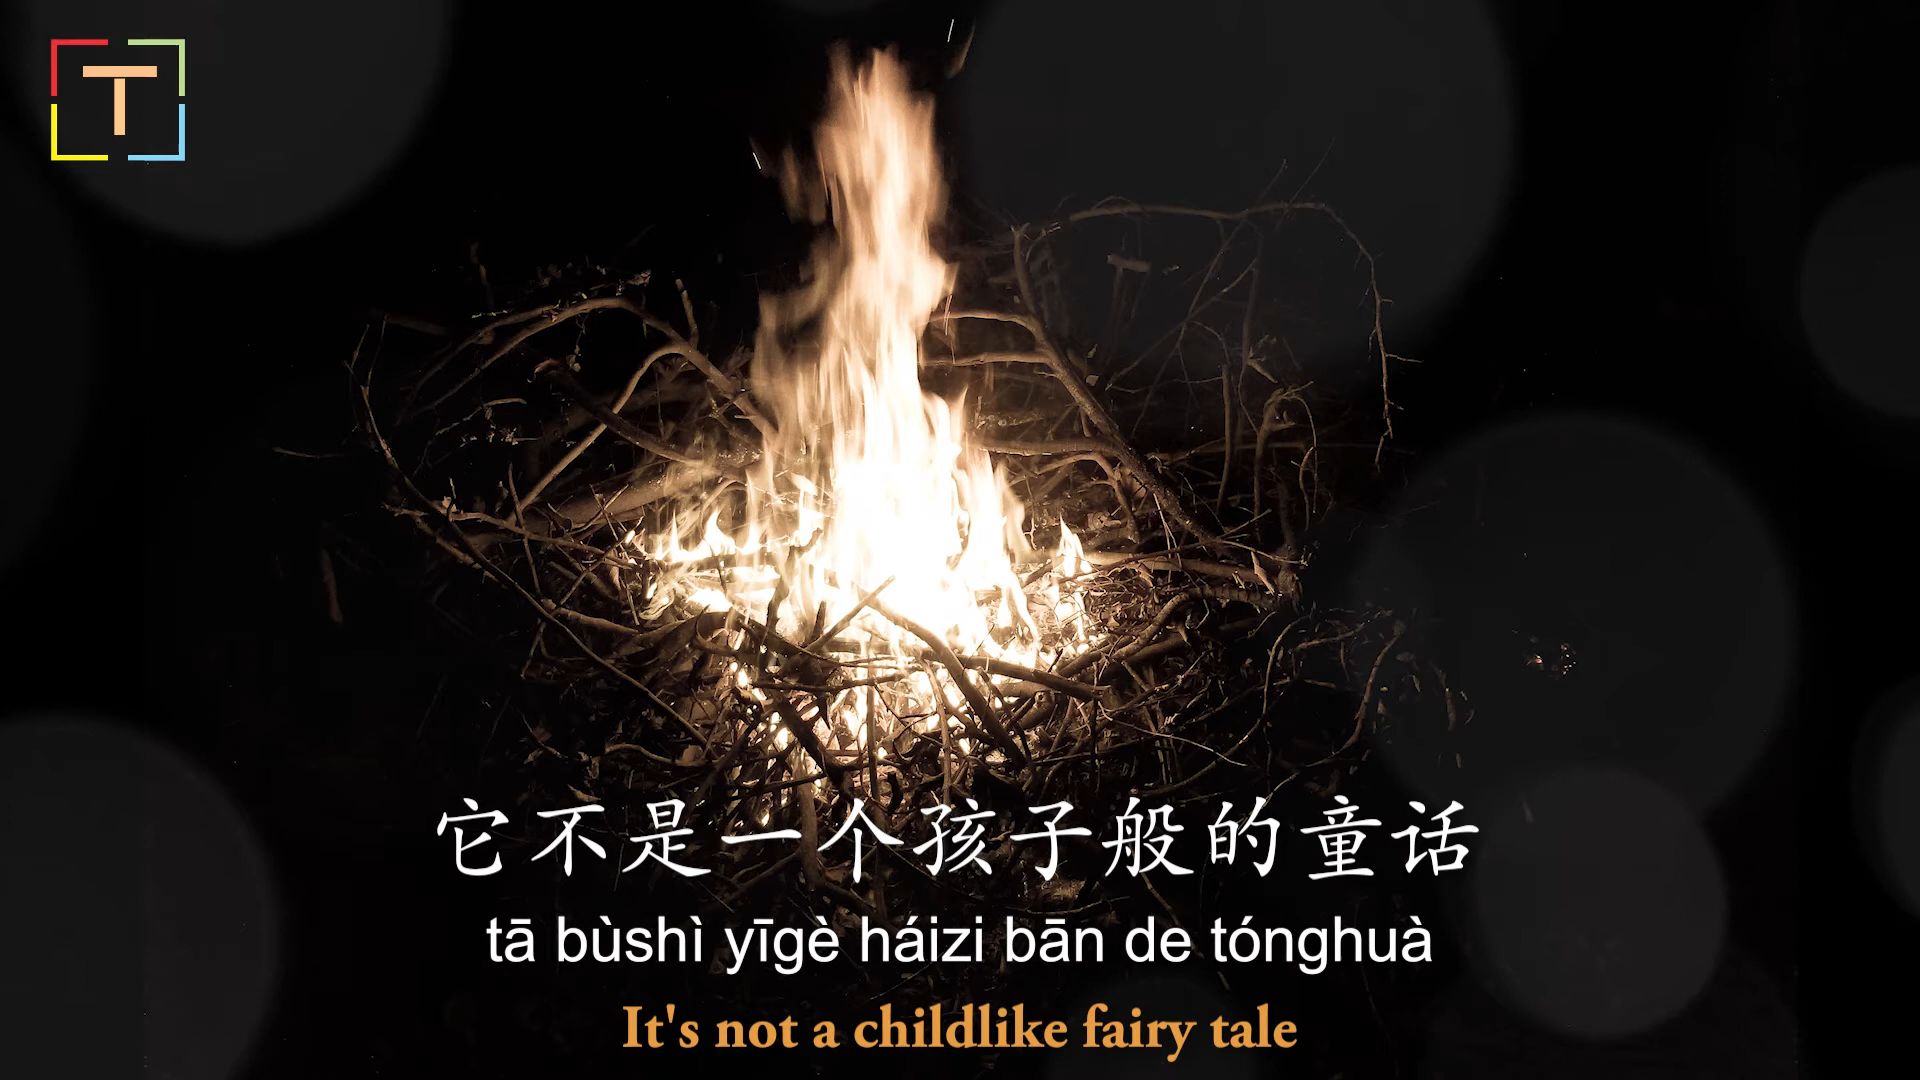 T
它不是一个孩子般的童话
tā bùshì yīgè háizi bān de tónghuà
It's not a childlike fairy tale